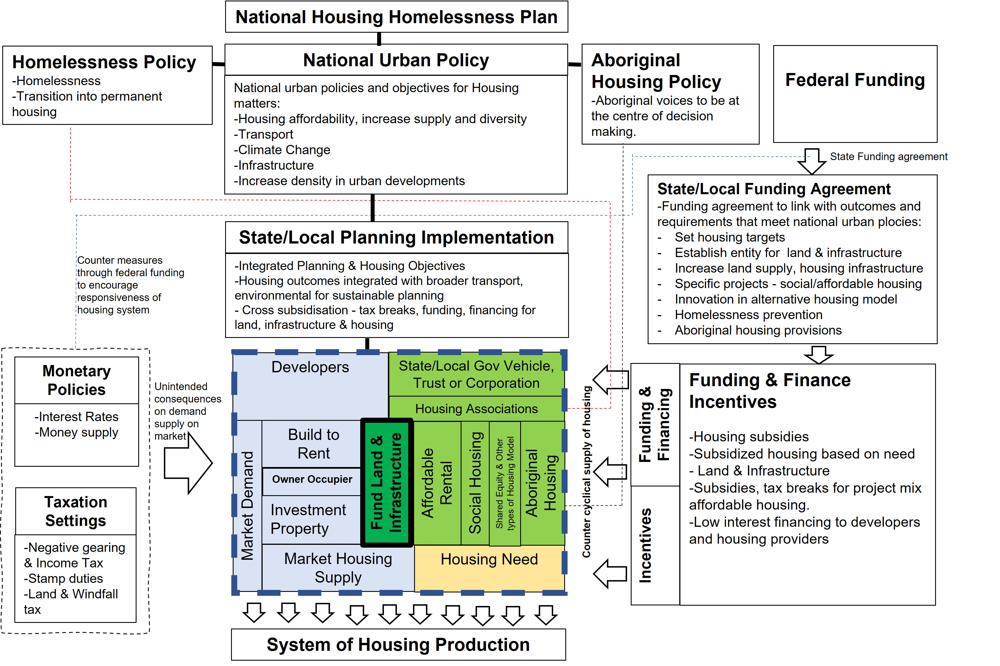 National Housing Homelessness Plan
Homelessness Policy
-Homelessness
-Transition into permanent
housing
National Urban Policy
National urban policies and objectives for Housing
matters:
-Housing affordability, increase supply and diversity
-Transport
-Climate Change
-Infrastructure
-Increase density in urban developments
Aboriginal
Housing Policy
-Aboriginal voices to be at
the centre of decision
making.
Federal Funding
State Funding agreement
State/Local Funding Agreement
-Funding agreement to link with outcomes and
requirements that meet national urban plocies:
- Set housing targets
- Establish entity for land & infrastructure
- Increase land supply, housing infrastructure
- Specific projects - social/affordable housing
- Innovation in alternative housing model
- Homelessness prevention
- Aboriginal housing provisions
State/Local Planning Implementation
-Integrated Planning & Housing Objectives
-Housing outcomes integrated with broader transport,
environmental for sustainable planning
- Cross subsidisation - tax breaks, funding, financing for
land, infrastructure & housing
Counter measures
through federal funding
to encourage
responsiveness of
housing system
Monetary
Policies
-Interest Rates
-Money supply
Taxation
Settings
-Negative gearing
& Income Tax
-Stamp duties
-Land & Windfall
tax
Unintended
consequences
on demand
supply on
market
Developers
State/Local Gov Vehicle,
Trust or Corporation
Housing Associations
Market Demand
Build to
Rent
Owner Occupier
Investment
Property
Market Housing
Supply
Fund Land &
Infrastructure
Affordable
Rental
Social Housing
Shared Equity & Other
types of Housing Model
Aboriginal
Housing
Housing Need
Counter cyclical supply of housing
Funding &
Financing
Incentives
Funding & Finance
Incentives
-Housing subsidies
-Subsidized housing based on need
- Land & Infrastructure
-Subsidies, tax breaks for project mix
affordable housing.
-Low interest financing to developers
and housing providers
System of Housing Production